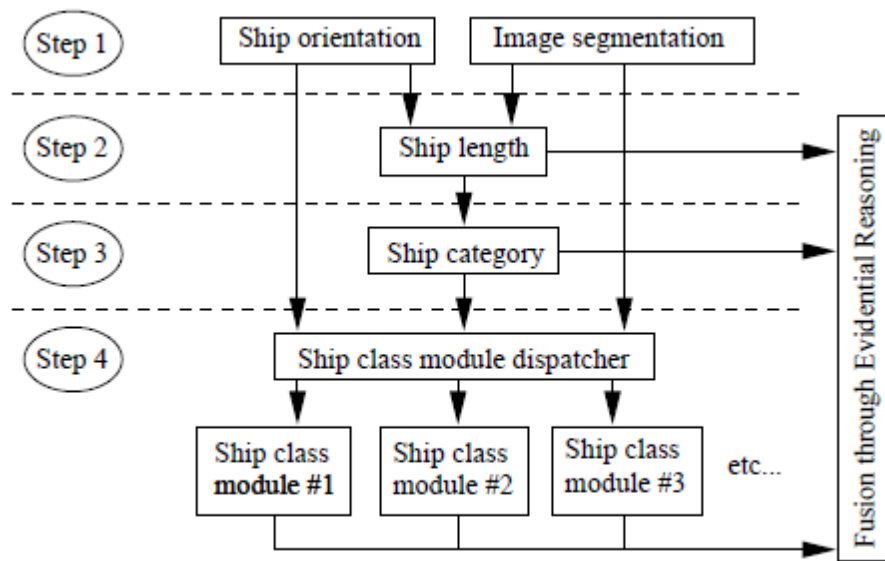 Step 1
Ship orientation
Image segmentation
Step 2
Ship length
Step 3
Ship category
Step 4
Ship class module dispatcher
Ship class
module #1
Ship class
module #2
Ship class
module #3
etc...
Fusion through Evidential Reasoning